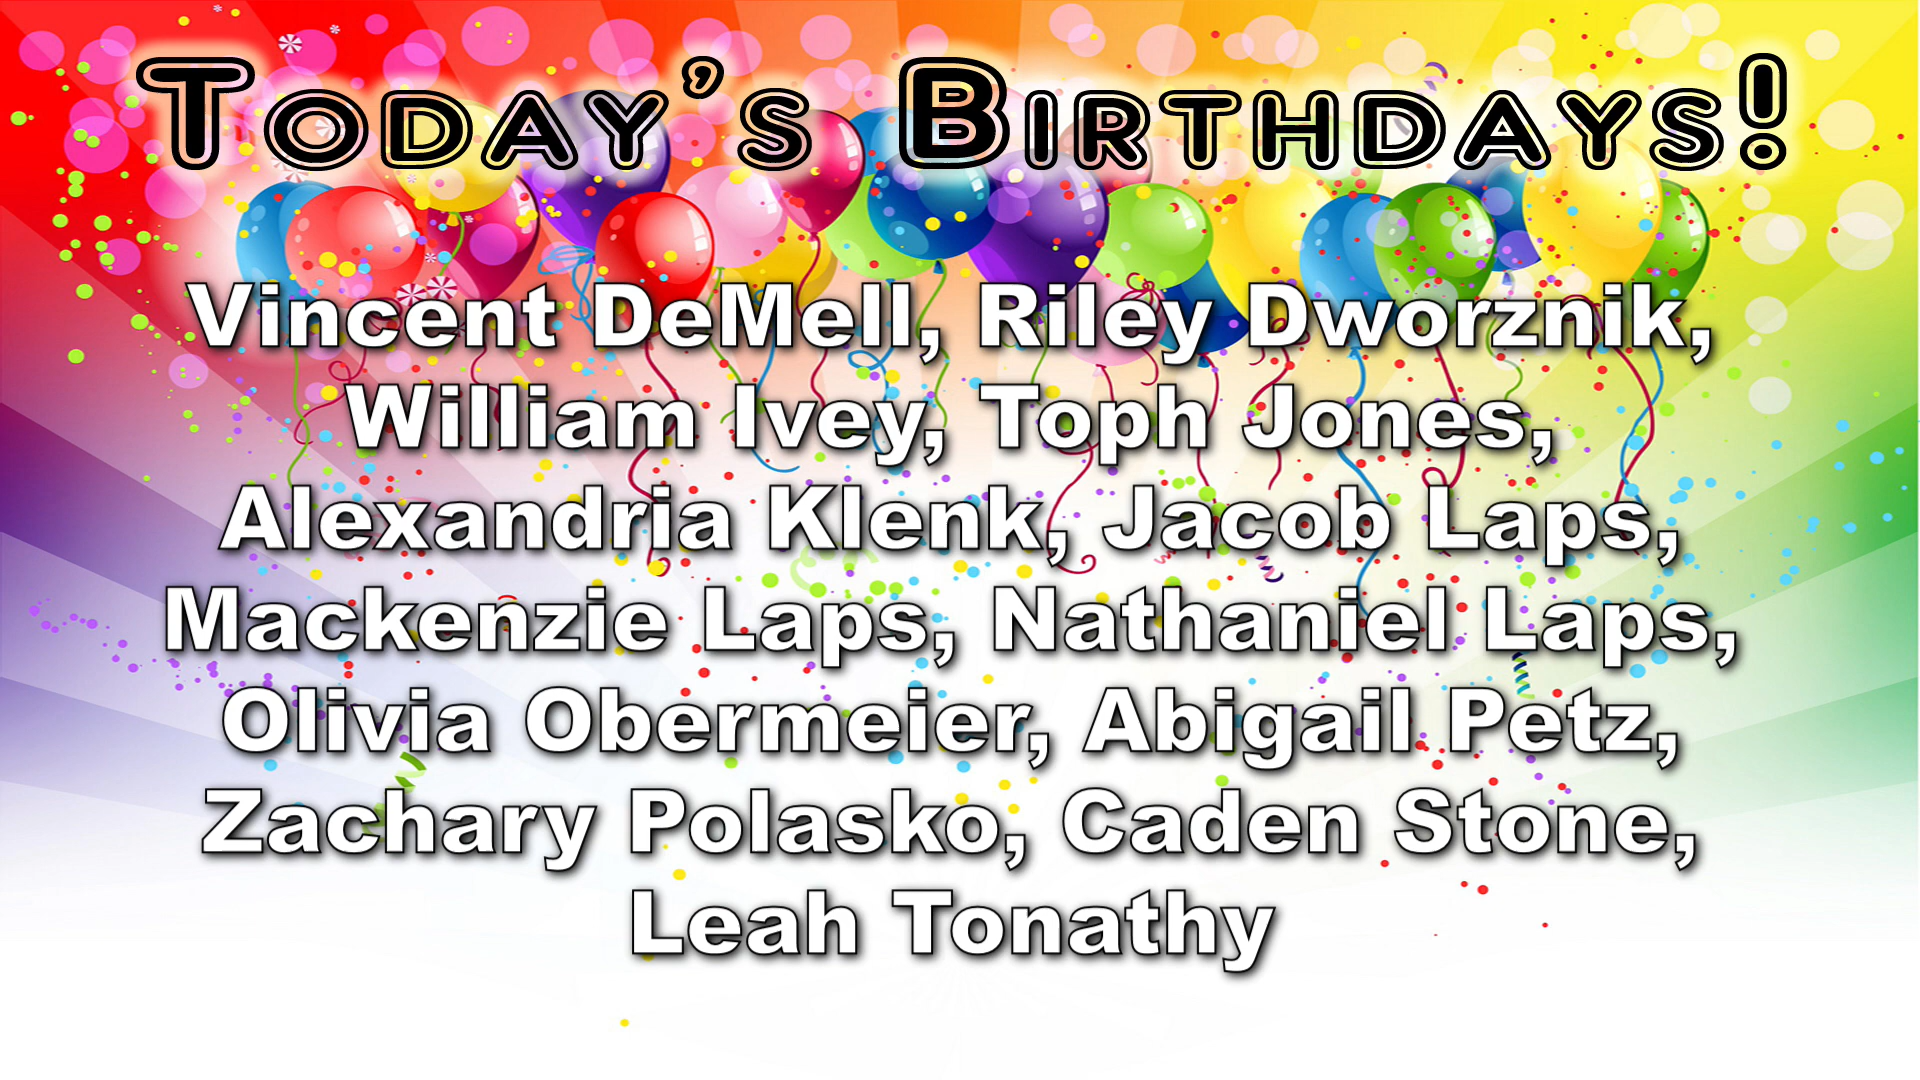 Today's Birthdays!
Vincent DeMell, Riley Dworznik,
William Ivey, Toph Jones,
Alexandria Klenk, Jacob Laps,
Mackenzie Laps, Nathaniel Laps,
Olivia Obermeier, Abigail Petz,
Zachary Polasko, Caden Stone,
Leah Tonathy